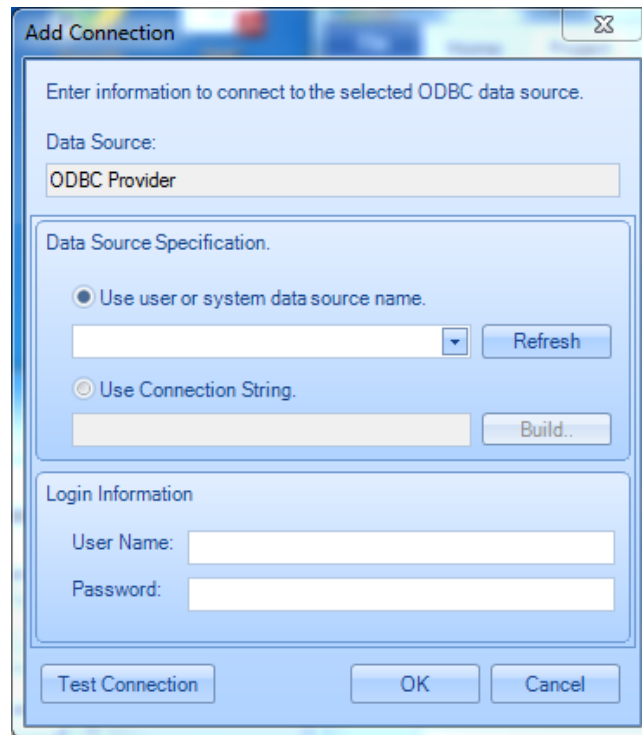 Add Connection
Enter information to connect to the selected ODBC data source.
Data Source:
ODBC Provider
Data Source Specification.
Use user or system data source name.
Refresh
Use Connection String.
Build..
Login Information
User Name:
Password:
Test Connection
OK
Cancel